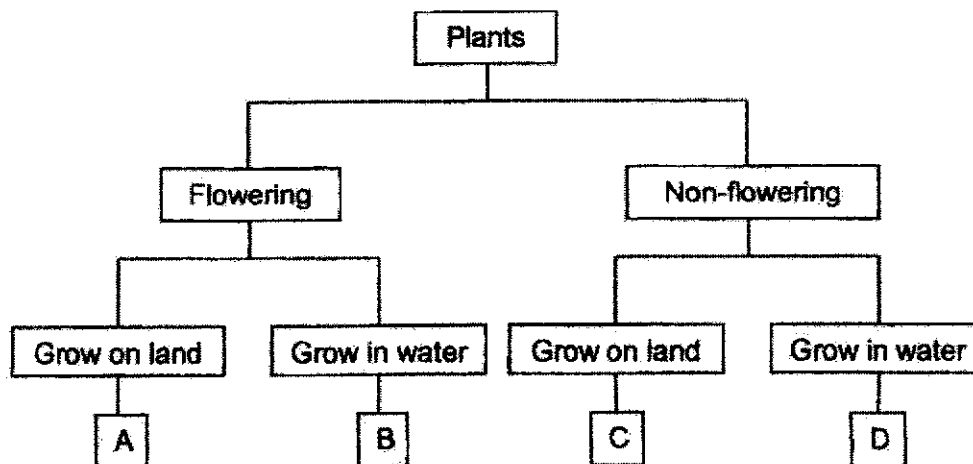 Plants
Flowering
Non-flowering
Grow on land
Grow in water
Grow on land
Grow in water
A
B
C
D